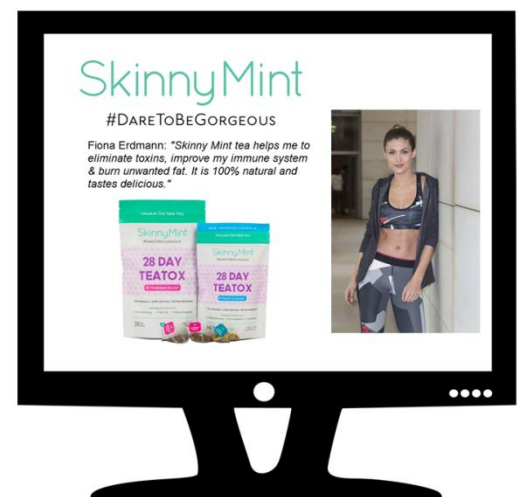 SkinnyMint
#DARETOBEGORGEOUS
Fiona Erdmann: "Skinny Mint tea helps me to
eliminate toxins, improve my immune system
& burn unwanted fat. It is 100% natural and
tastes delicious."
SkinnyMint
28 DAY
TEATOX
SkinnyMint
28 DAY
TEATOX